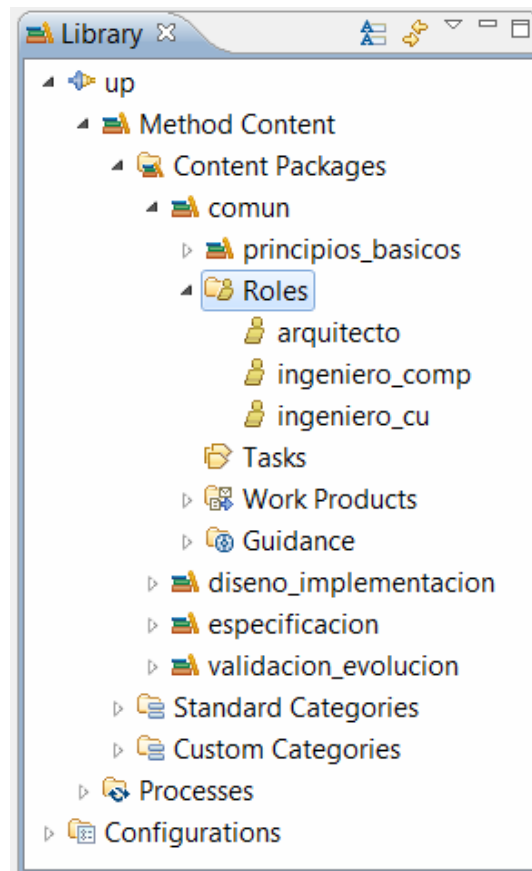 Library
up
Method Content
Content Packages
comun
principios_basicos
Roles
arquitecto
ingeniero_comp
ingeniero_cu
Tasks
Work Products
Guidance
diseno_implementacion
especificacion
validacion_evolucion
Standard Categories
Custom Categories
Processes
Configurations